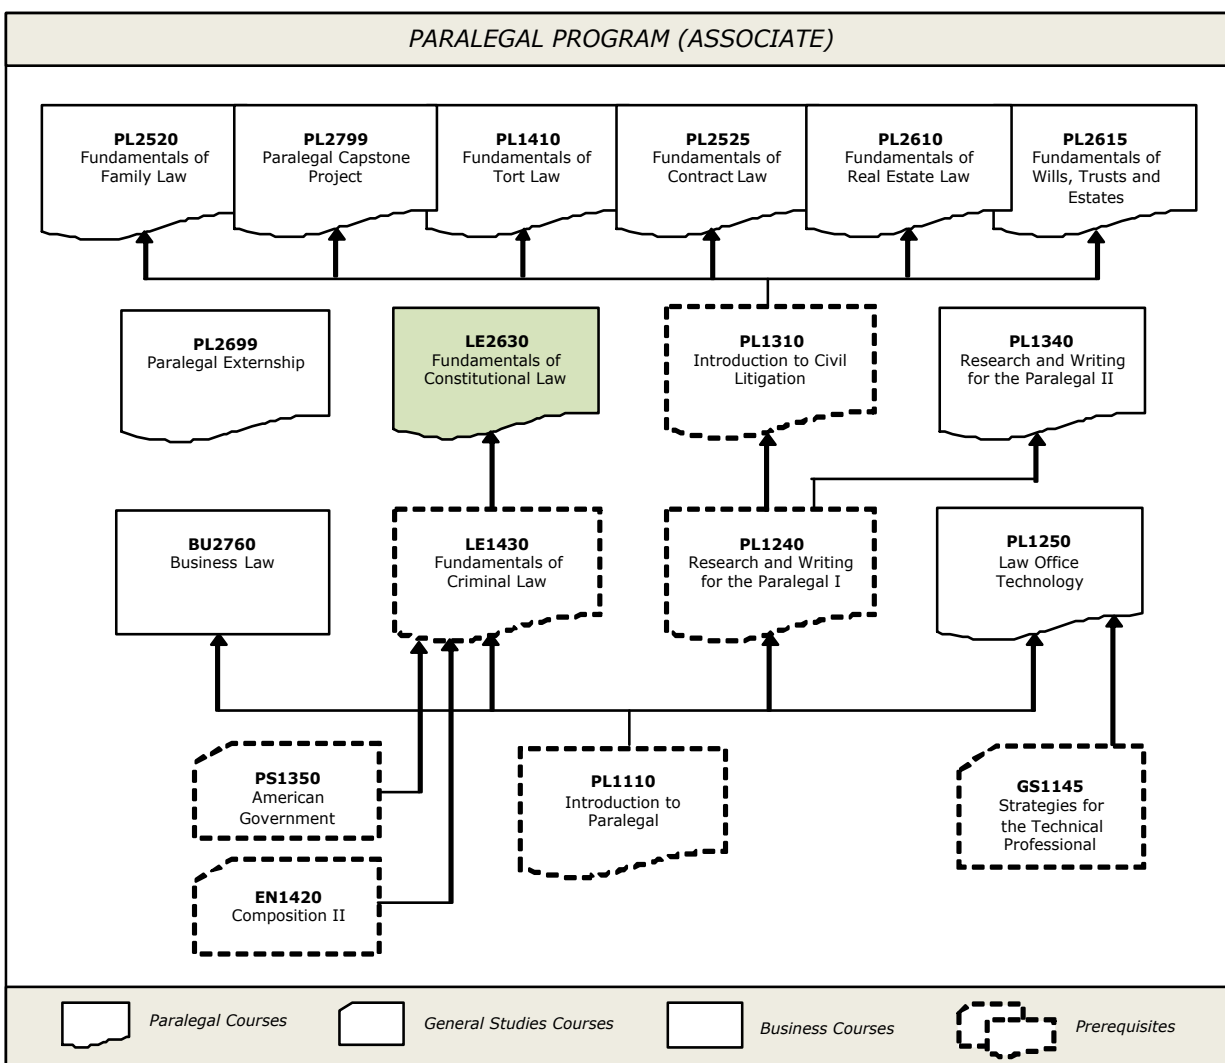 PARALEGAL PROGRAM (ASSOCIATE)
PL2520
Fundamentals of
Family Law
PL2799
Paralegal Capstone
Project
PL1410
Fundamentals of
Tort Law
PL2525
Fundamentals of
Contract Law
PL2610
Fundamentals of
Real Estate Law
PL2615
Fundamentals of
Wills, Trusts and
Estates
PL2699
Paralegal Externship
LE2630
Fundamentals of
Constitutional Law
PL1310
Introduction to Civil
Litigation
PL1340
Research and Writing
for the Paralegal II
BU2760
Business Law
LE1430
Fundamentals of
Criminal Law
PL1240
Research and Writing
for the Paralegal I
PL1250
Law Office
Technology
PS1350
American
Government
PL1110
Introduction to
Paralegal
GS1145
Strategies for
the Technical
Professional
EN1420
Composition II
Paralegal Courses
General Studies Courses
Business Courses
Prerequisites